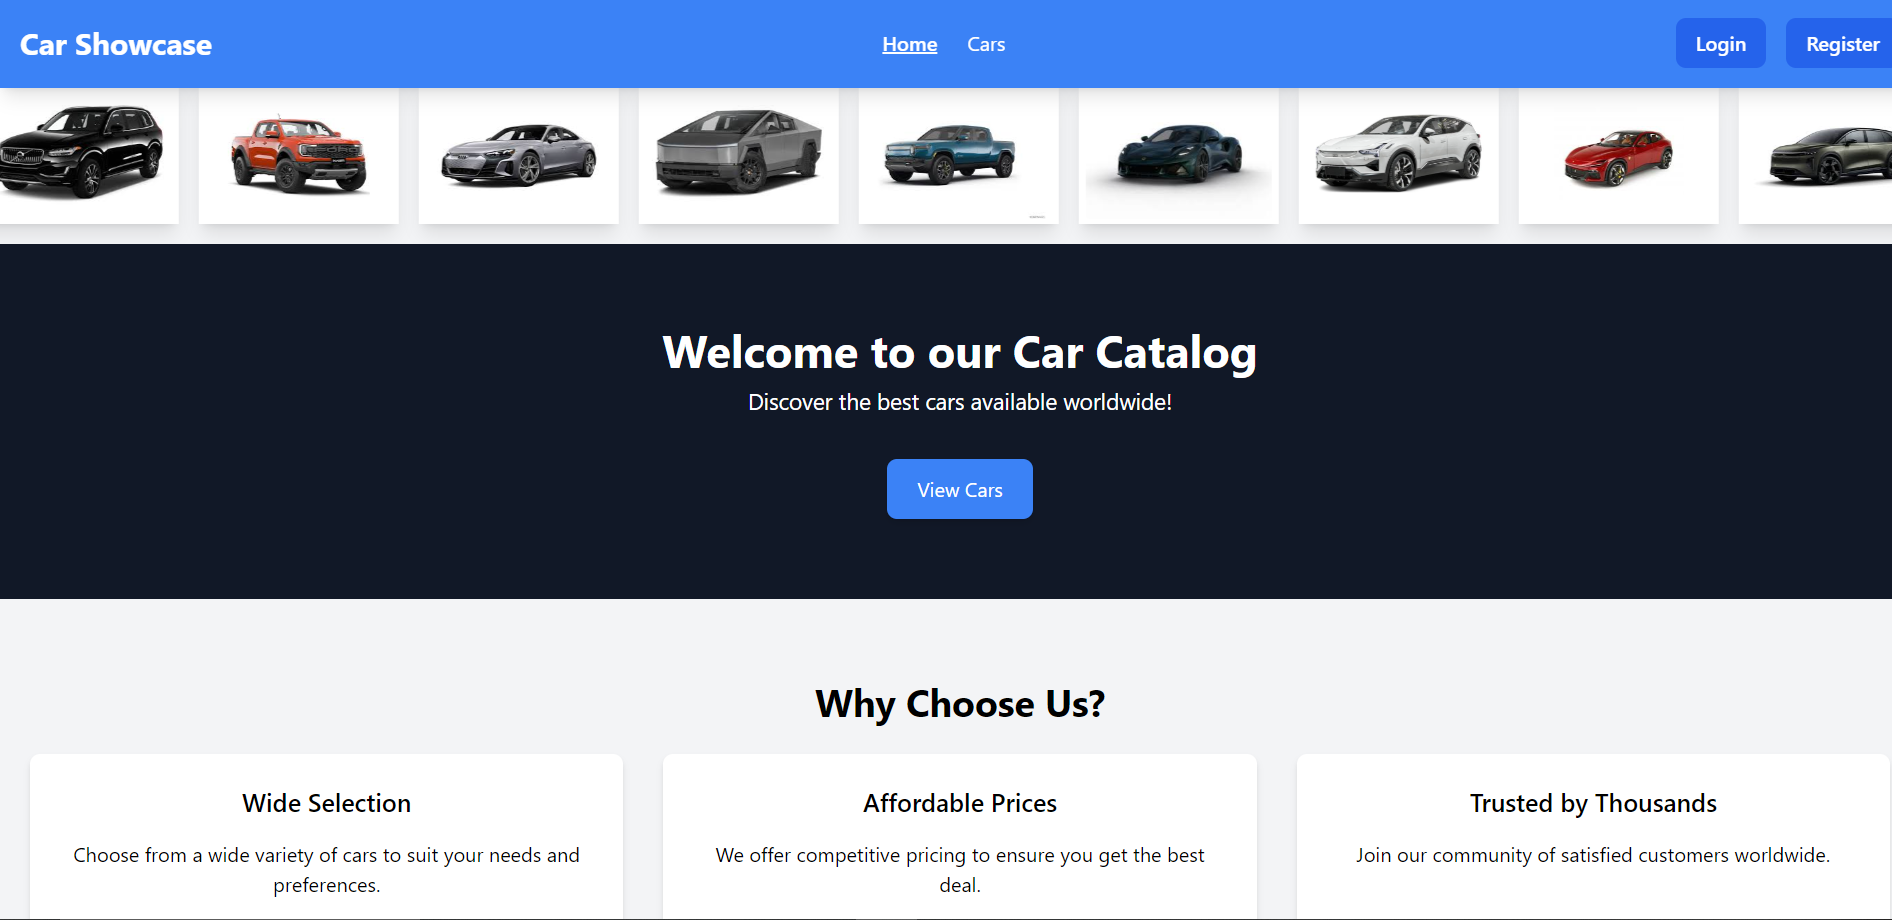 Car Showcase
Home
Cars
Login
Register
Welcome to our Car Catalog
Discover the best cars available worldwide!
View Cars
Why Choose Us?
Wide Selection
Choose from a wide variety of cars to suit your needs and
preferences.
Affordable Prices
We offer competitive pricing to ensure you get the best
deal.
Trusted by Thousands
Join our community of satisfied customers worldwide.